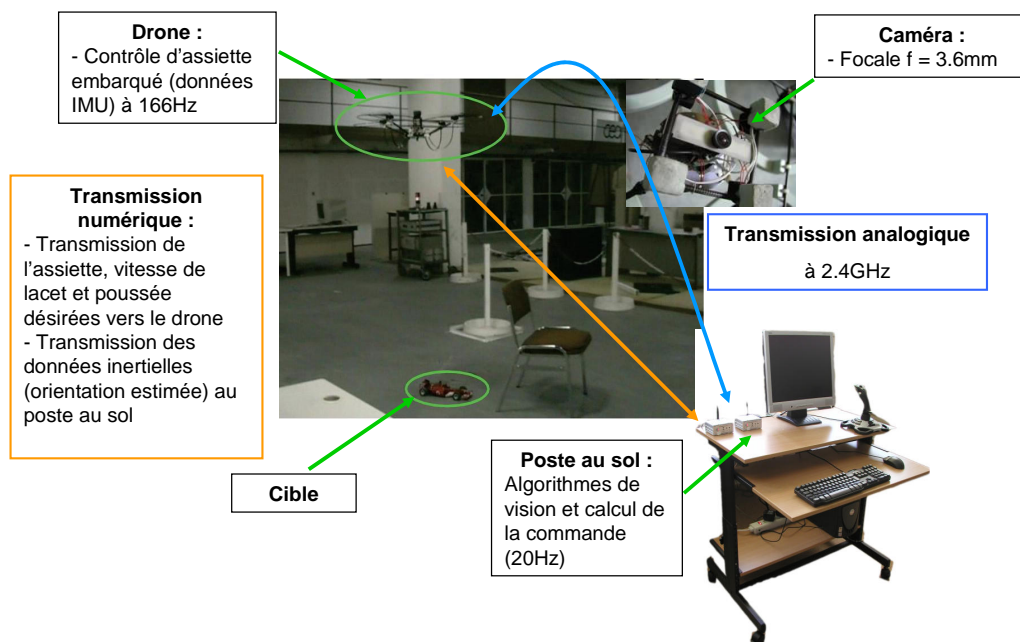 Drone :
- Contrôle d'assiette
embarqué (données
IMU) à 166Hz
Caméra :
- Focale f = 3.6mm
Transmission
numérique :
- Transmission de
l'assiette, vitesse de
lacet et poussée
désirées vers le drone
- Transmission des
données inertielles
(orientation estimée) au
poste au sol
Transmission analogique
à 2.4GHz
Cible
Poste au sol :
Algorithmes de
vision et calcul de
la commande
(20Hz)